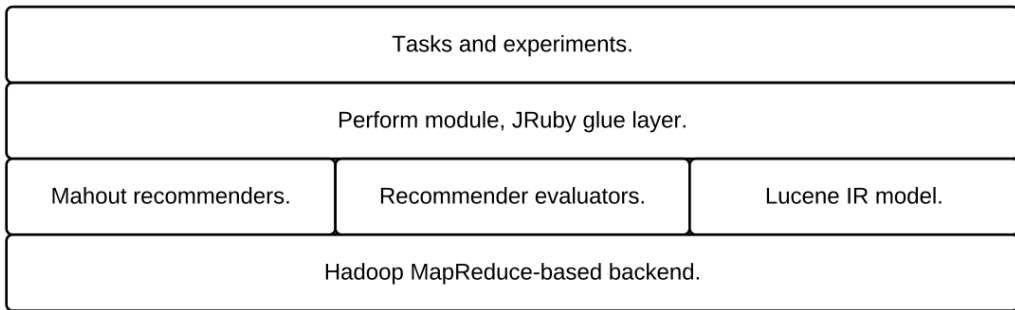 Tasks and experiments.
Perform module, JRuby glue layer.
Mahout recommenders.
Recommender evaluators.
Lucene IR model.
Hadoop MapReduce-based backend.